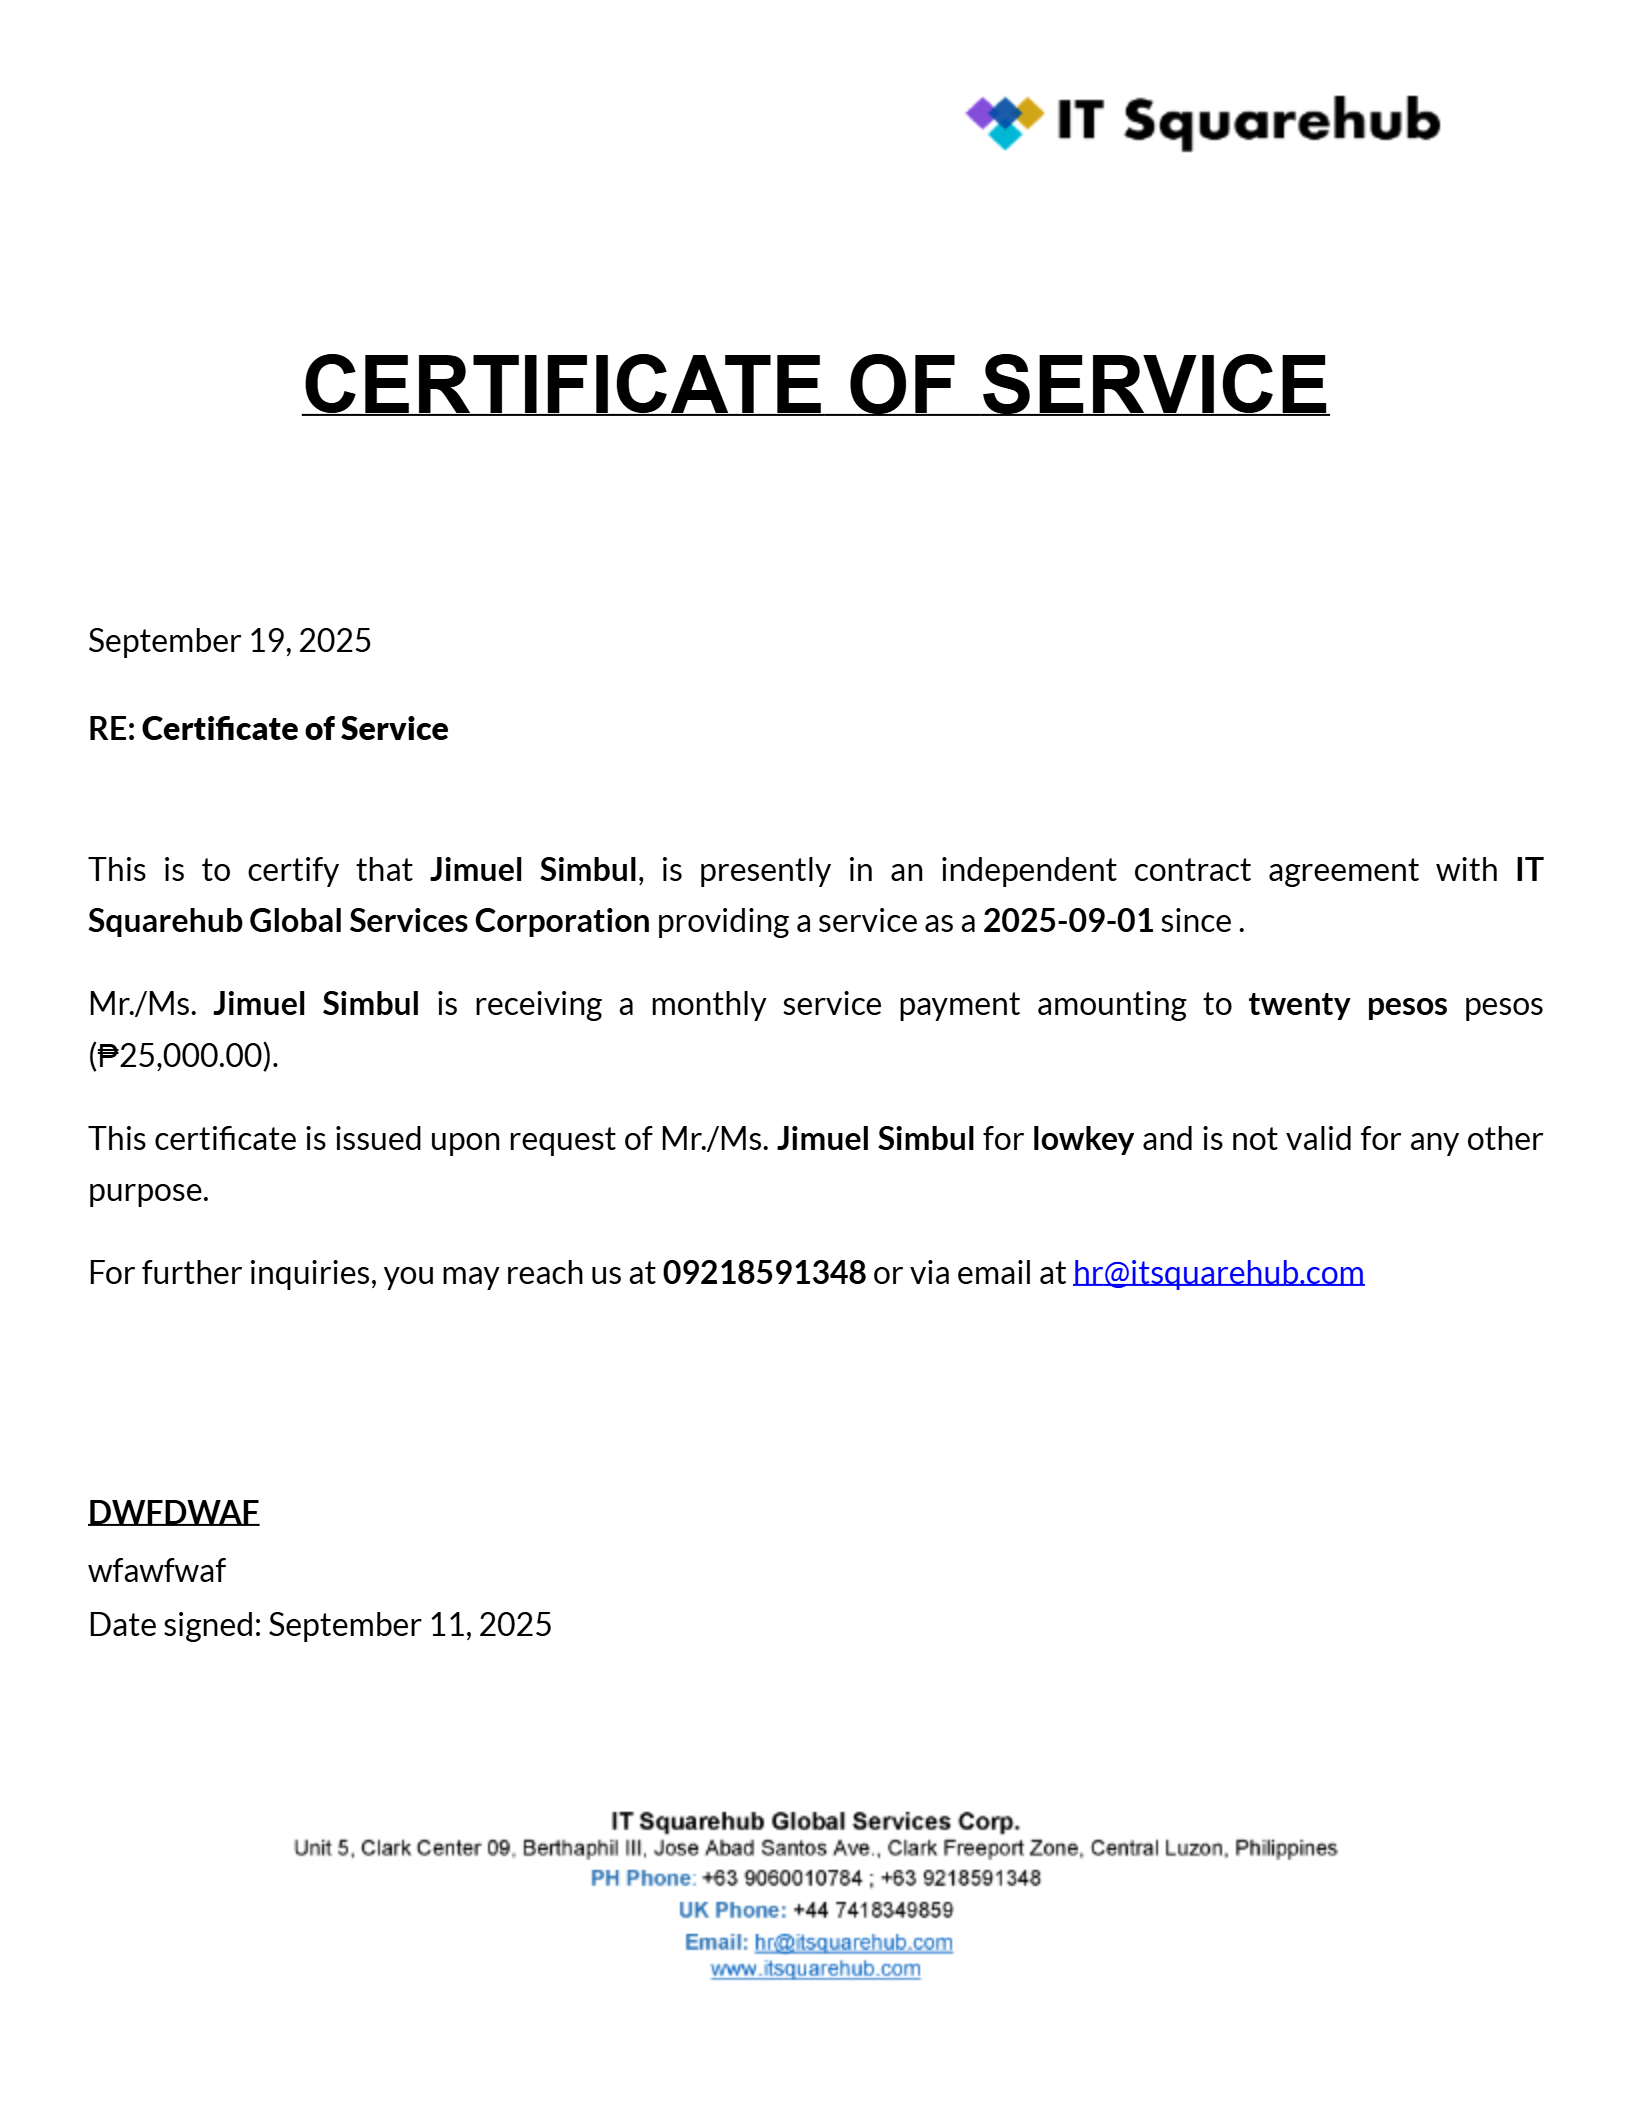 IT Squarehub
CERTIFICATE OF SERVICE
September 19, 2025
RE: Certificate of Service
This is to certify that Jimuel Simbul, is presently in an independent contract agreement with IT
Squarehub Global Services Corporation providing a service as a 2025-09-01 since .
Mr./Ms. Jimuel Simbul is receiving a monthly service payment amounting to twenty pesos pesos
(₱25,000.00).
This certificate is issued upon request of Mr./Ms. Jimuel Simbul for lowkey and is not valid for any other
purpose.
For further inquiries, you may reach us at 09218591348 or via email at hr@itsquarehub.com
DWFDWAF
wfawfwaf
Date signed: September 11, 2025
IT Squarehub Global Services Corp.
Unit 5, Clark Center 09, Berthaphil III, Jose Abad Santos Ave., Clark Freeport Zone, Central Luzon, Philippines
PH Phone: +63 9060010784 ; +63 9218591348
UK Phone: +44 7418349859
Email: hr@itsquarehub.com
www.itsquarehub.com